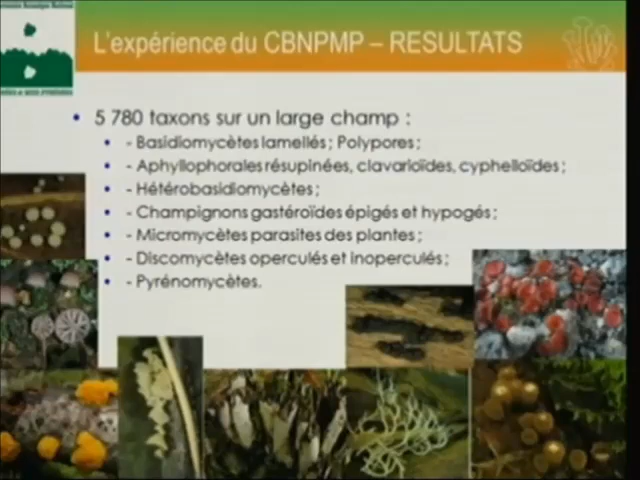 L'expérience du CBNPMP – RESULTATS
• 5 780 taxons sur un large champ :
• - Basidiomycètes lamellés ; Polypores ;
• - Aphyllophorales résupinées, clavarioïdes, cyphelloïdes ;
• - Hétérobasidiomycètes ;
• - Champignons gastéroïdes épigés et hypogés ;
• - Micromycètes parasites des plantes ;
• - Discomycètes operculés et inoperculés ;
• - Pyrénomycètes.